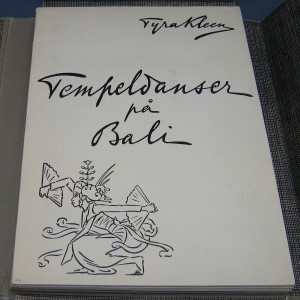 Tyra Kleen
Tempeldanser
på
Bali